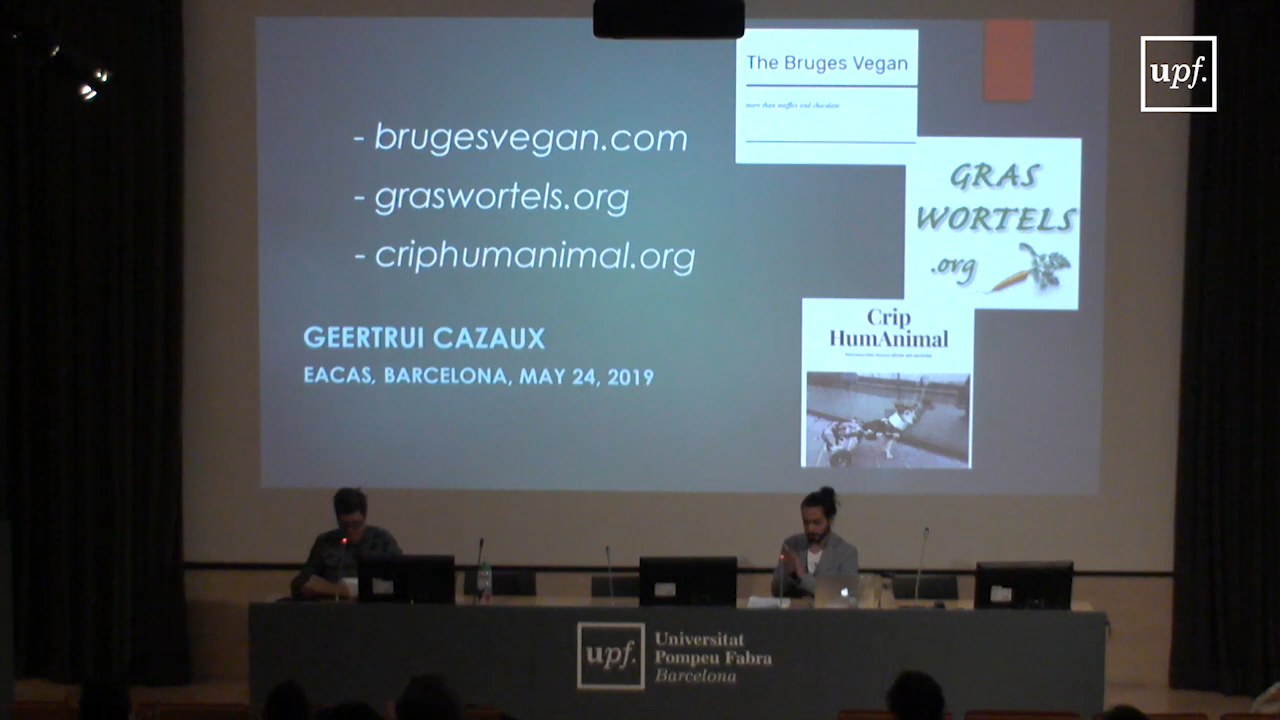 upf.
The Bruges Vegan
more than waffles and chocolate
- brugesvegan.com
- graswortels.org
- criphumanimal.org
GRAS
WORTELS
.org
Crip
HumAnimal
GEERTRUI CAZAUX
EACAS, BARCELONA, MAY 24, 2019
upf.
Universitat
Pompeu Fabra
Barcelona